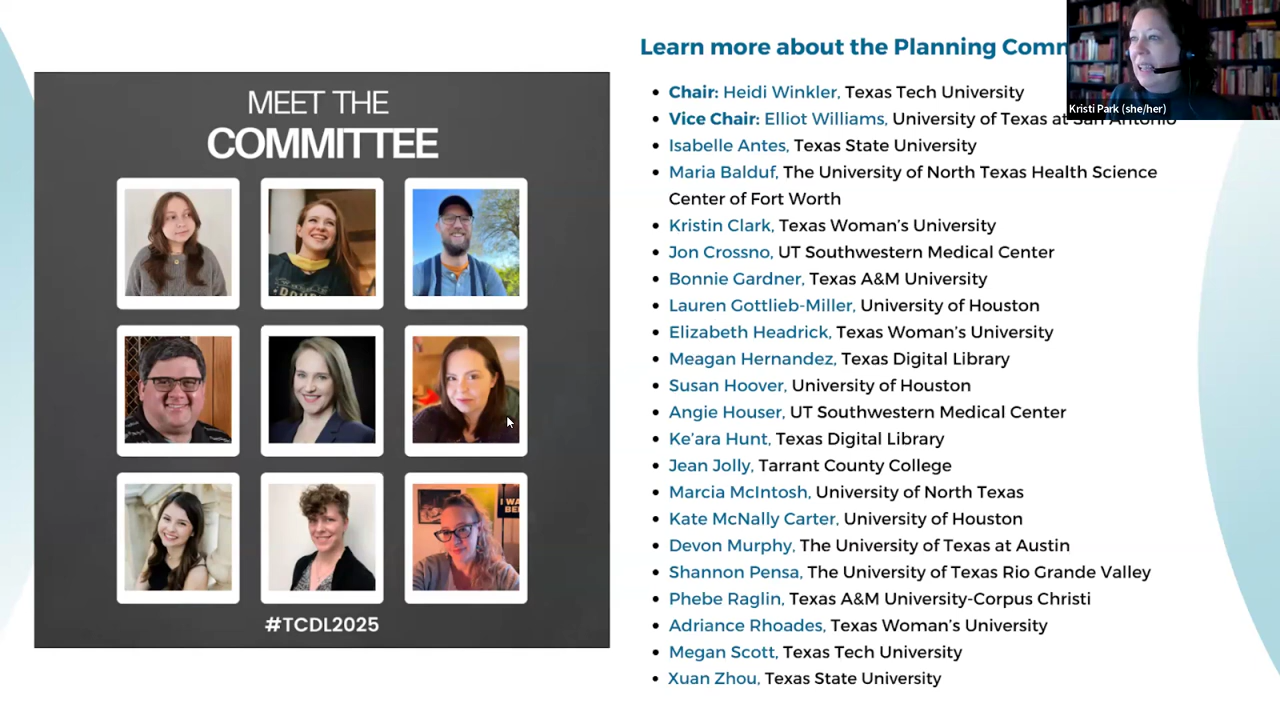 Learn more about the Planning Comm
Kristi Park (she/her)
MEET THE
COMMITTEE
#TCDL2025
Chair: Heidi Winkler, Texas Tech University
Vice Chair: Elliot Williams, University of Texas at San Antonio
Isabelle Antes, Texas State University
Maria Balduf, The University of North Texas Health Science
Center of Fort Worth
Kristin Clark, Texas Woman’s University
Jon Crossno, UT Southwestern Medical Center
Bonnie Gardner, Texas A&M University
Lauren Gottlieb-Miller, University of Houston
Elizabeth Headrick, Texas Woman’s University
Meagan Hernandez, Texas Digital Library
Susan Hoover, University of Houston
Angie Houser, UT Southwestern Medical Center
Ke’ara Hunt, Texas Digital Library
Jean Jolly, Tarrant County College
Marcia McIntosh, University of North Texas
Kate McNally Carter, University of Houston
Devon Murphy, The University of Texas at Austin
Shannon Pensa, The University of Texas Rio Grande Valley
Phebe Raglin, Texas A&M University-Corpus Christi
Adriance Rhoades, Texas Woman’s University
Megan Scott, Texas Tech University
Xuan Zhou, Texas State University